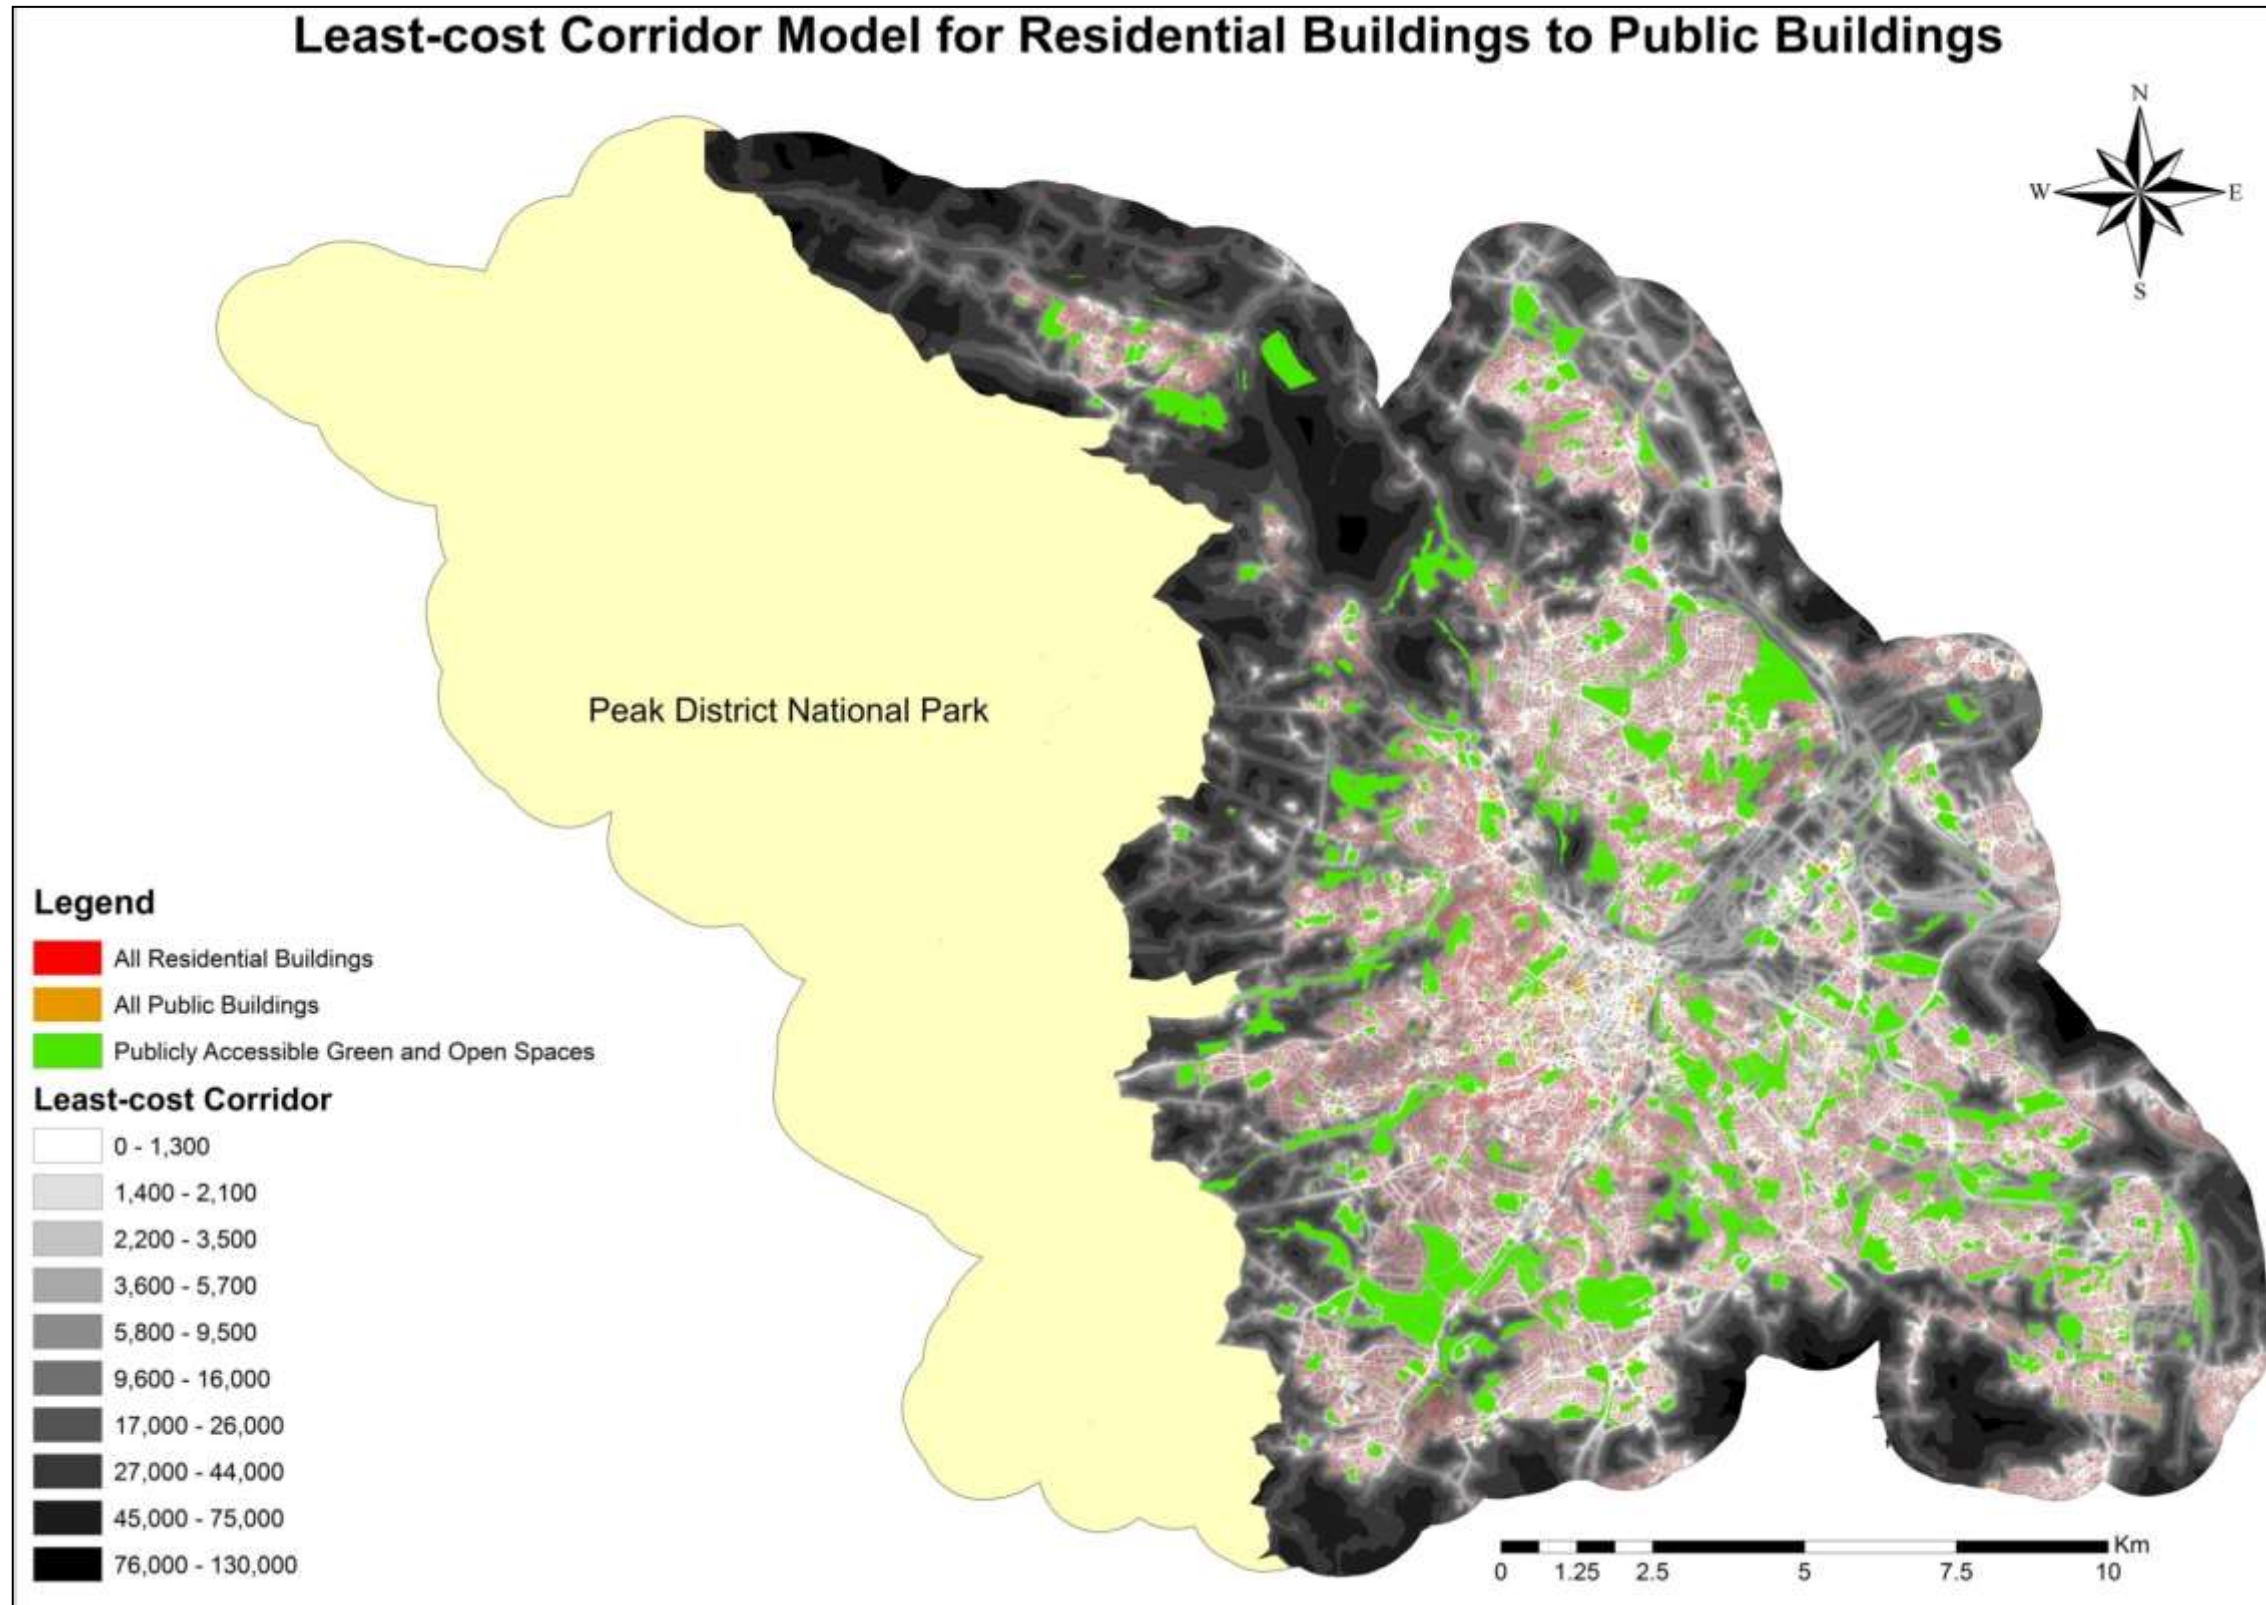 Least-cost Corridor Model for Residential Buildings to Public Buildings
N
W
E
S
Peak District National Park
Legend
All Residential Buildings
All Public Buildings
Publicly Accessible Green and Open Spaces
Least-cost Corridor
0 - 1,300
1,400 - 2,100
2,200 - 3,500
3,600 - 5,700
5,800 - 9,500
9,600 - 16,000
17,000 - 26,000
27,000 - 44,000
45,000 - 75,000
76,000 - 130,000
Km
0 1.25 2.5 5 7.5 10